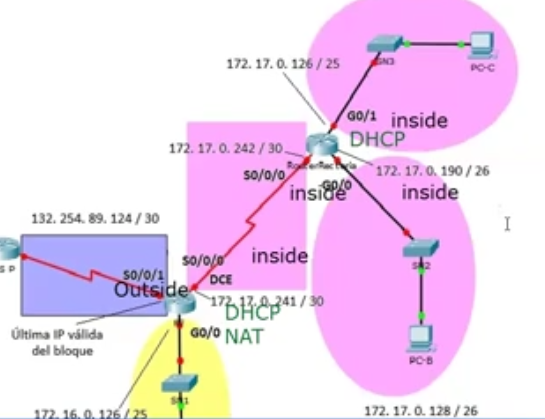 172. 17. 0. 126 / 25
SN3
PC-C
G0/1
inside
DHCP
172. 17. 0. 242 / 30
172. 17. 0. 190 / 26
S0/0/0
G0/0
inside
inside
132. 254. 89. 124 / 30
S P
S0/0/0
inside
SN2
S0/0/1
DCE
Outside
172. 17. 0. 241 / 30
DHCP
NAT
Última IP válida
del bloque
G0/0
PC-B
SN1
172. 16. 0. 126 / 25
172. 17. 0. 128 / 26